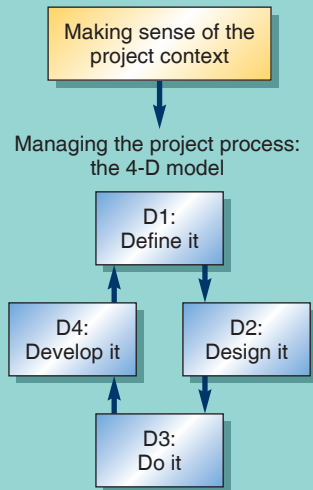 Making sense of the
project context
Managing the project process:
the 4-D model
D1:
Define it
D4:
Develop it
D2:
Design it
D3:
Do it